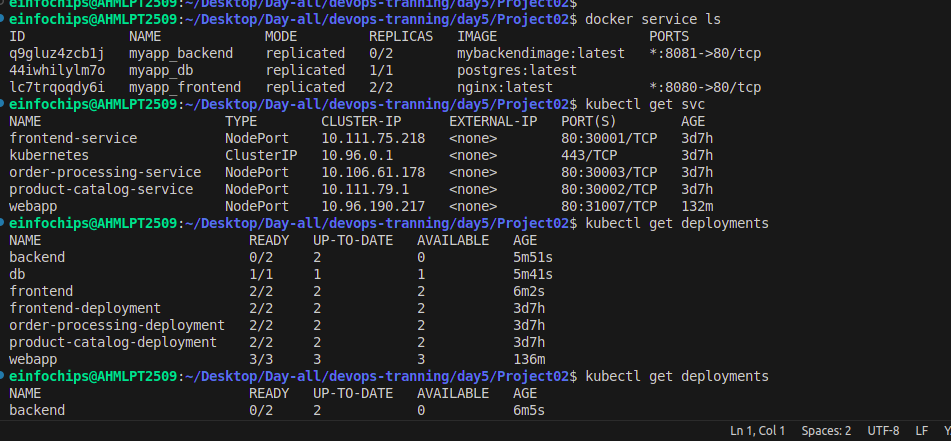 einfochips@AHMLPT2509:~/Desktop/Day-all/devops-tranning/day5/Project02$
einfochips@AHMLPT2509:~/Desktop/Day-all/devops-tranning/day5/Project02$ docker service ls
ID NAME MODE REPLICAS IMAGE PORTS
q9gluz4zcb1j myapp_backend replicated 0/2 mybackendimage:latest *:8081->80/tcp
44iwhilylm7o myapp_db replicated 1/1 postgres:latest
lc7trqoqdy6i myapp_frontend replicated 2/2 nginx:latest *:8080->80/tcp
einfochips@AHMLPT2509:~/Desktop/Day-all/devops-tranning/day5/Project02$ kubectl get svc
NAME TYPE CLUSTER-IP EXTERNAL-IP PORT(S) AGE
frontend-service NodePort 10.111.75.218 <none> 80:30001/TCP 3d7h
kubernetes ClusterIP 10.96.0.1 <none> 443/TCP 3d7h
order-processing-service NodePort 10.106.61.178 <none> 80:30003/TCP 3d7h
product-catalog-service NodePort 10.111.79.1 <none> 80:30002/TCP 3d7h
webapp NodePort 10.96.190.217 <none> 80:31007/TCP 132m
einfochips@AHMLPT2509:~/Desktop/Day-all/devops-tranning/day5/Project02$ kubectl get deployments
NAME READY UP-TO-DATE AVAILABLE AGE
backend 0/2 2 0 5m51s
db 1/1 1 1 5m41s
frontend 2/2 2 2 6m2s
frontend-deployment 2/2 2 2 3d7h
order-processing-deployment 2/2 2 2 3d7h
product-catalog-deployment 2/2 2 2 3d7h
webapp 3/3 3 3 136m
einfochips@AHMLPT2509:~/Desktop/Day-all/devops-tranning/day5/Project02$ kubectl get deployments
NAME READY UP-TO-DATE AVAILABLE AGE
backend 0/2 2 0 6m5s
Ln 1, Col 1 Spaces: 2 UTF-8 LF Y